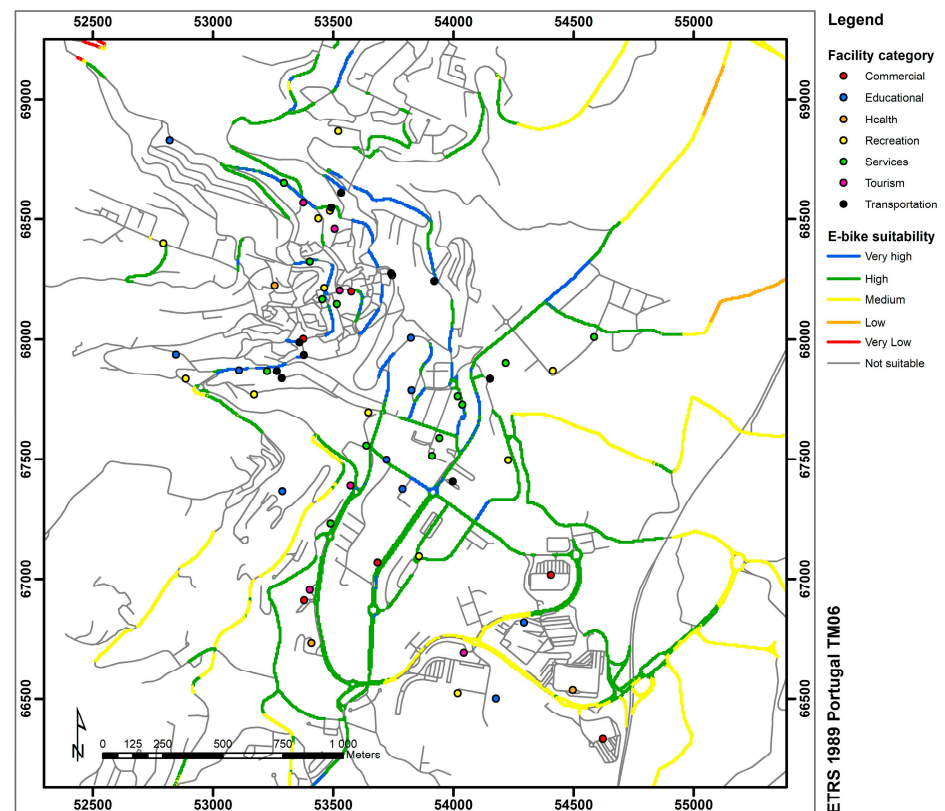 52500 53000 53500 54000 54500 55000
69000 68500 68000 67500 67000 66500
69000 68500 68000 67500 67000 66500
N
0 125 250 500 750 1 000
Meters
52500 53000 53500 54000 54500 55000
Legend
Facility category
Commercial
Educational
Health
Recreation
Services
Tourism
Transportation
E-bike suitability
Very high
High
Medium
Low
Very Low
Not suitable
ETRS 1989 Portugal TM06